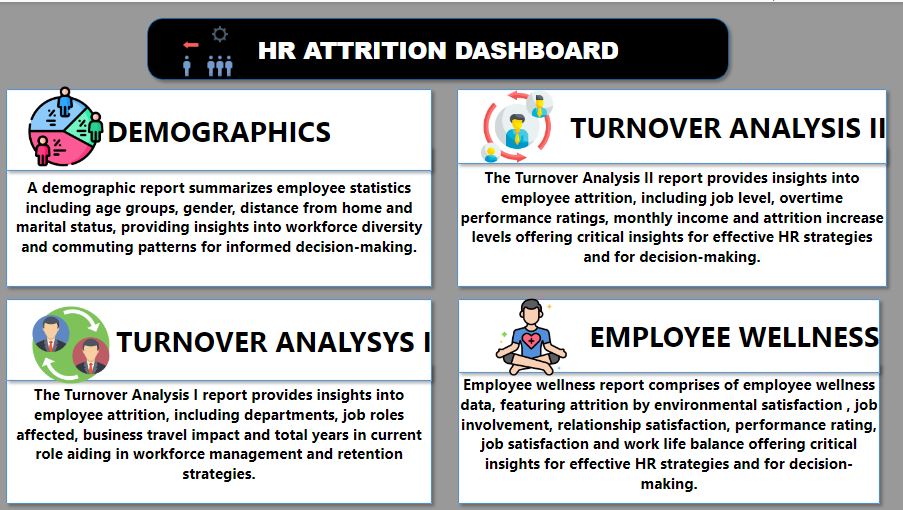 HR ATTRITION DASHBOARD
DEMOGRAPHICS
A demographic report summarizes employee statistics
including age groups, gender, distance from home and
marital status, providing insights into workforce diversity
and commuting patterns for informed decision-making.
TURNOVER ANALYSIS II
The Turnover Analysis II report provides insights into
employee attrition, including job level, overtime
performance ratings, monthly income and attrition increase
levels offering critical insights for effective HR strategies
and for decision-making.
TURNOVER ANALYSYS I
The Turnover Analysis I report provides insights into
employee attrition, including departments, job roles
affected, business travel impact and total years in current
role aiding in workforce management and retention
strategies.
EMPLOYEE WELLNESS
Employee wellness report comprises of employee wellness
data, featuring attrition by environmental satisfaction , job
involvement, relationship satisfaction, performance rating,
job satisfaction and work life balance offering critical
insights for effective HR strategies and for decision-
making.